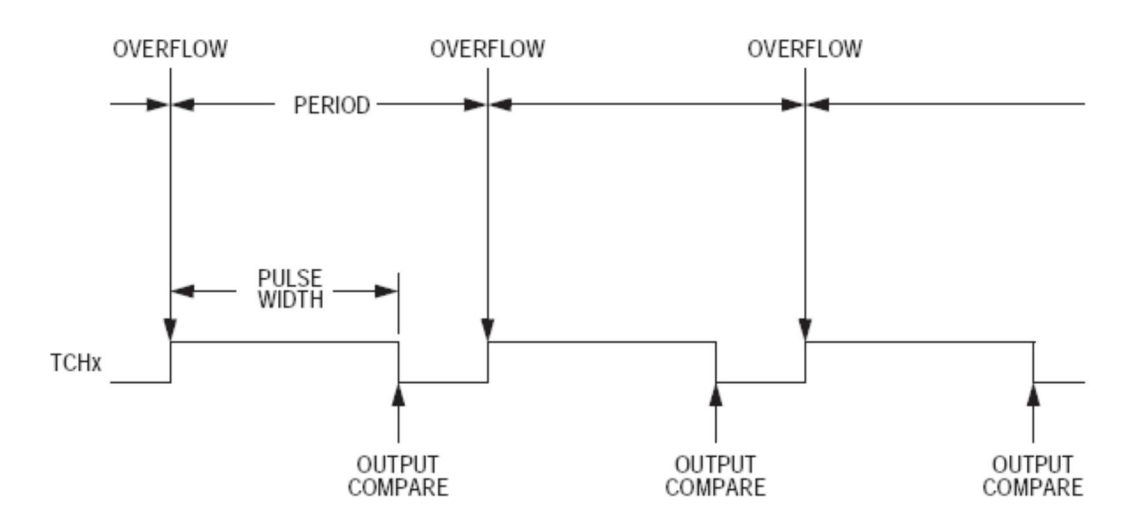 OVERFLOW
OVERFLOW
OVERFLOW
PERIOD
PULSE
WIDTH
TCHx
OUTPUT
COMPARE
OUTPUT
COMPARE
OUTPUT
COMPARE